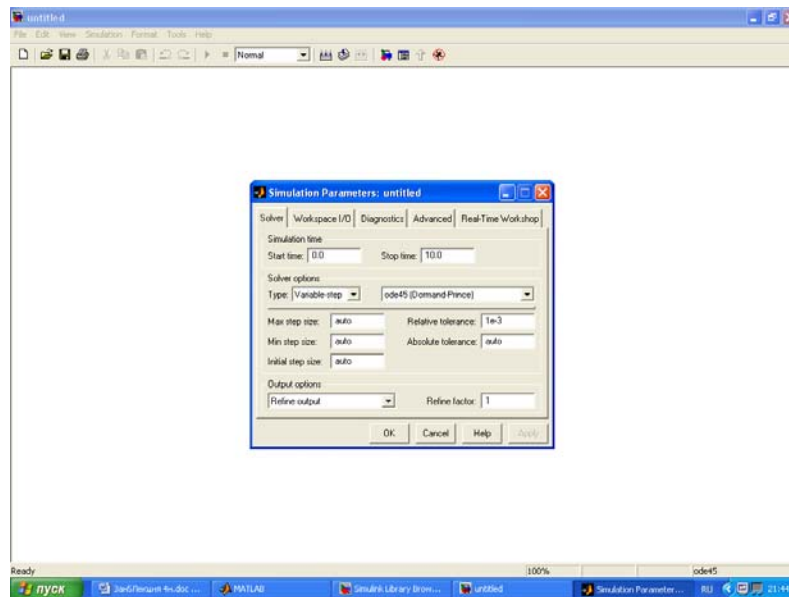 untitled
File Edit View Simulation Format Tools Help
Normal
Simulation Parameters: untitled
Solver Workspace I/O Diagnostics Advanced Real-Time Workshop
Simulation time
Start time: 0.0 Stop time: 10.0
Solver options
Type: Variable-step ode45 (Dormand-Prince)
Max step size: auto Relative tolerance: 1e-3
Min step size: auto Absolute tolerance: auto
Initial step size: auto
Output options
Refine output Refine factor: 1
OK Cancel Help Apply
Ready 100% ode45
пуск MATLAB Simulink Library Brow... untitled Simulation Parameter... RU 21:44